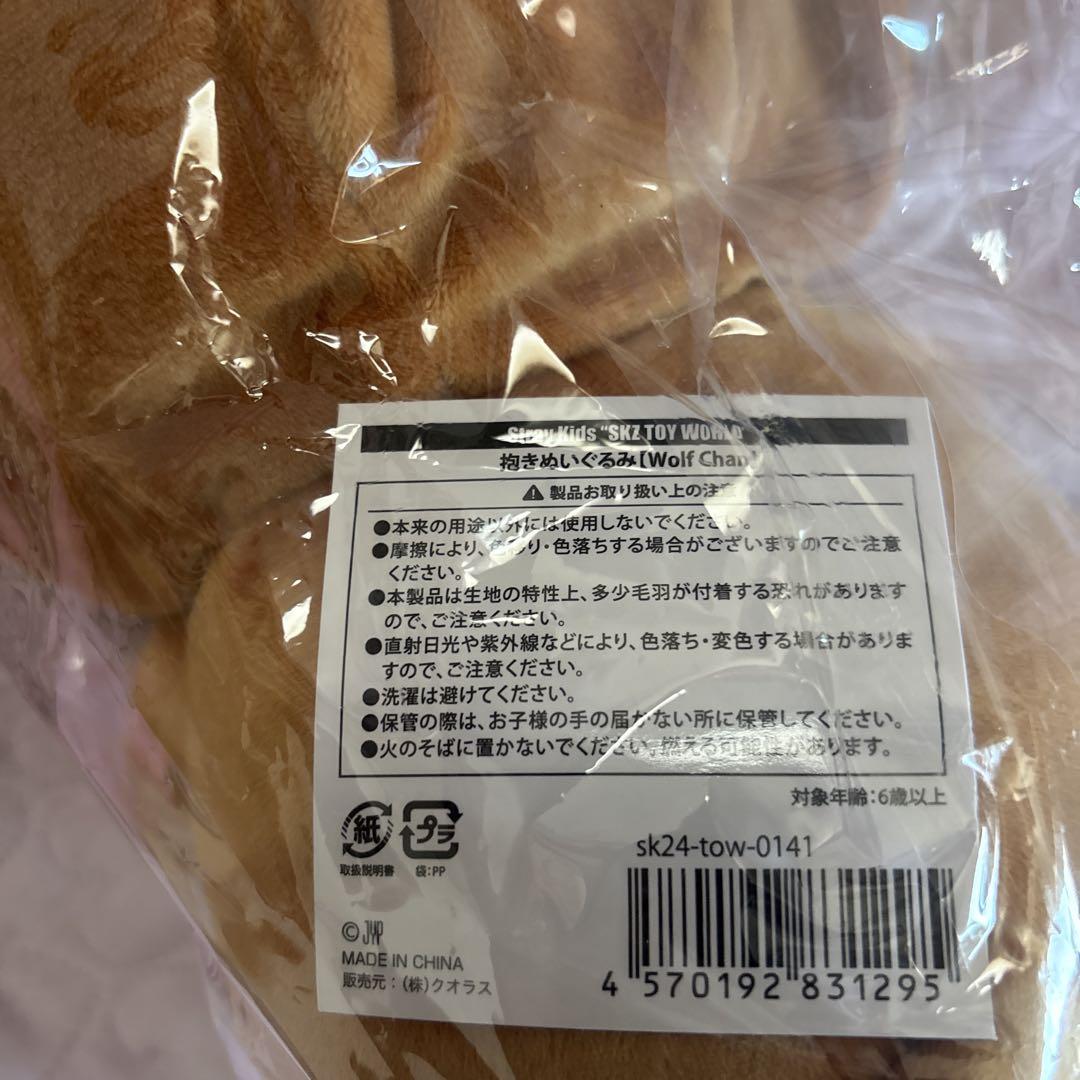 Stray Kids "SKZ TOY WORLD"
抱きぬいぐるみ【Wolf Chan】
製品お取り扱い上の注意
●本来の用途以外には使用しないでください。
●摩擦により、色移り・色落ちする場合がございますのでご注意
ください。
●本製品は生地の特性上、多少毛羽が付着する恐れがあります
ので、ご注意ください。
●直射日光や紫外線などにより、色落ち・変色する場合がありま
すので、ご注意ください。
●洗濯は避けてください。
●保管の際は、お子様の手の届かない所に保管してください。
●火のそばに置かないでください。燃える可能性があります。
対象年齢:6歳以上
紙 プラ
取扱説明書 袋:PP
sk24-tow-0141
© JYP
MADE IN CHINA
販売元:(株)クオラス
4 570192 831295